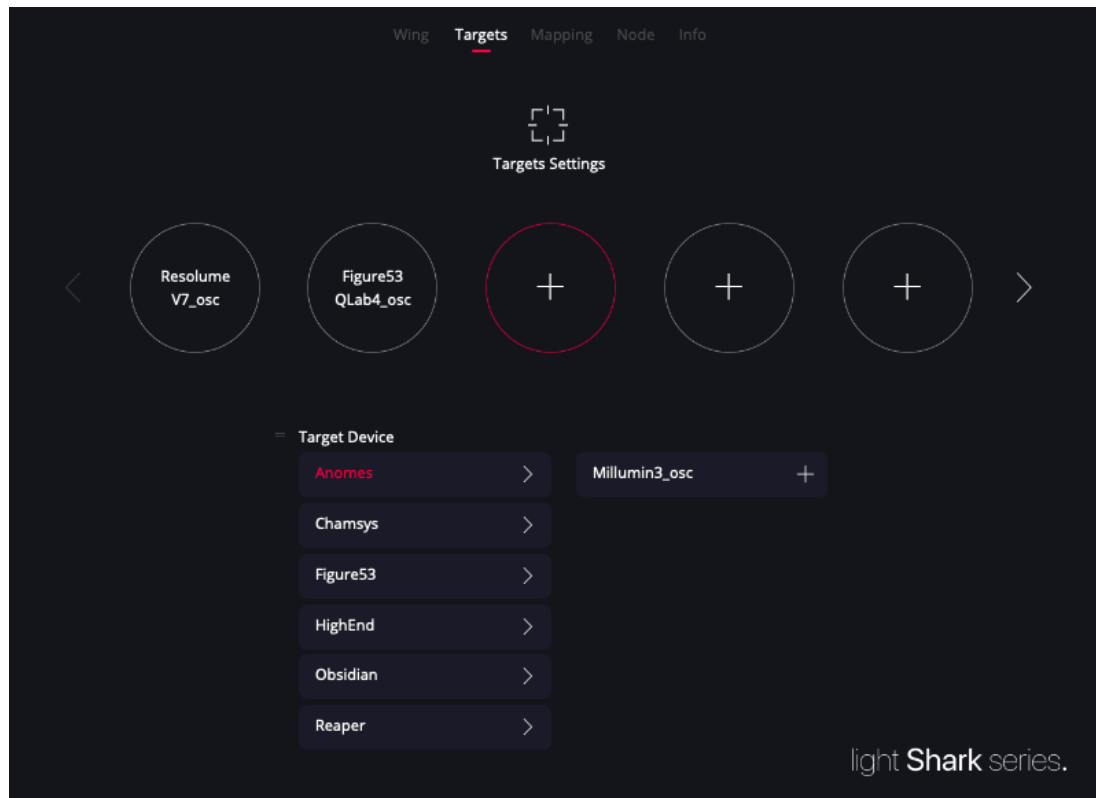 Wing Targets Mapping Node Info
Targets Settings
Resolume
V7_osc
Figure53
QLab4_osc
Target Device
Anomes
Millumin3_osc
Chamsys
Figure53
HighEnd
Obsidian
Reaper
light Shark series.